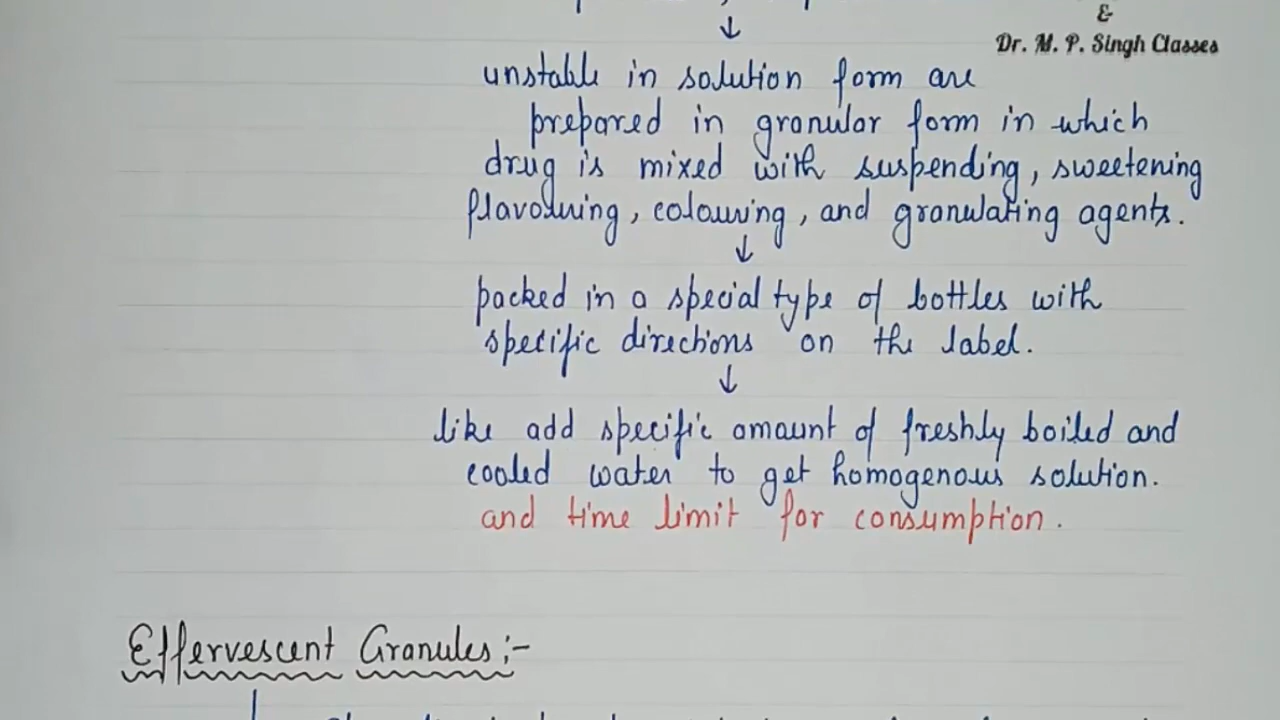 &
Dr. M. P. Singh Classes
↓
unstable in solution form are
prepared in granular form in which
drug is mixed with suspending, sweetening
flavouring, colouring, and granulating agents.
↓
packed in a special type of bottles with
specific directions on the label.
↓
like add specific amount of freshly boiled and
cooled water to get homogenous solution.
and time limit for consumption.
Effervescent Granules :-